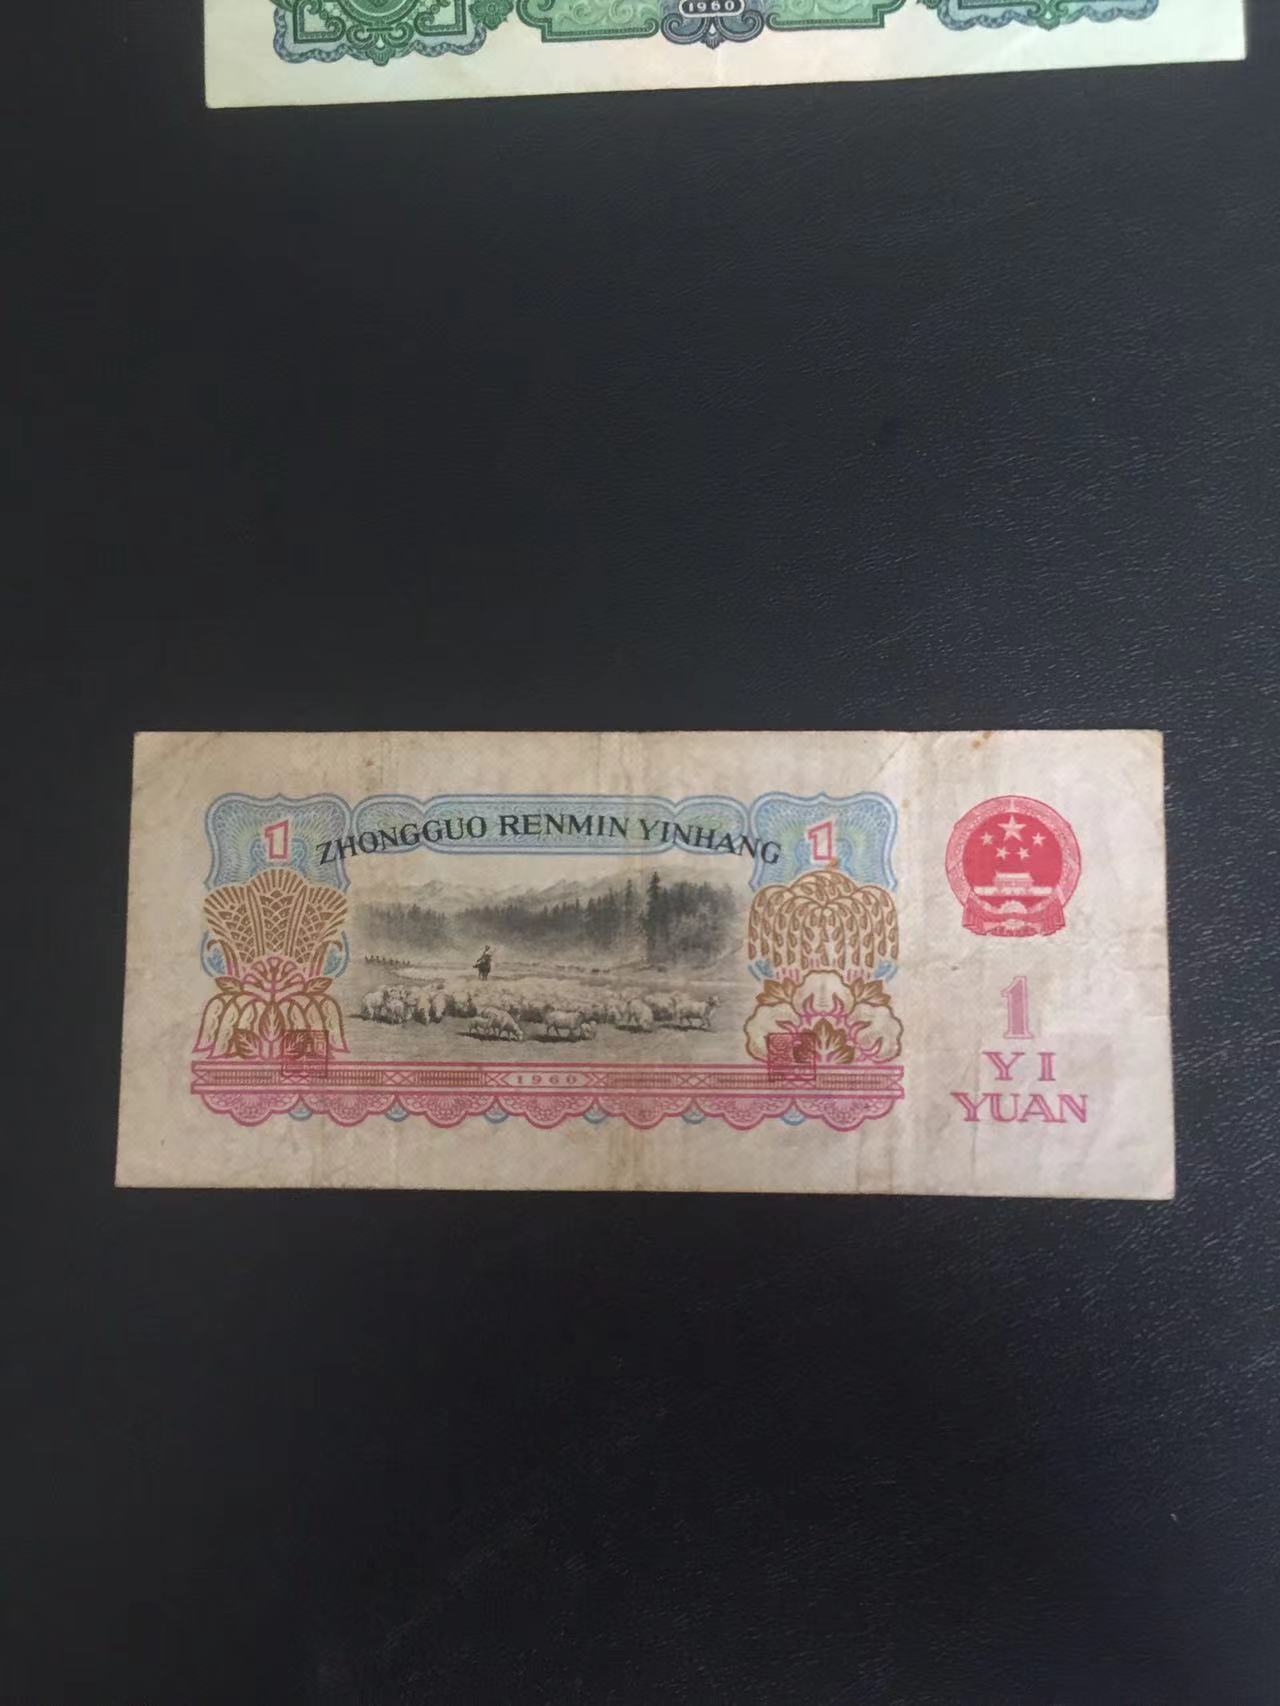 1960
1
ZHONGGUO RENMIN YINHANG
1
1
YI
YUAN
1960